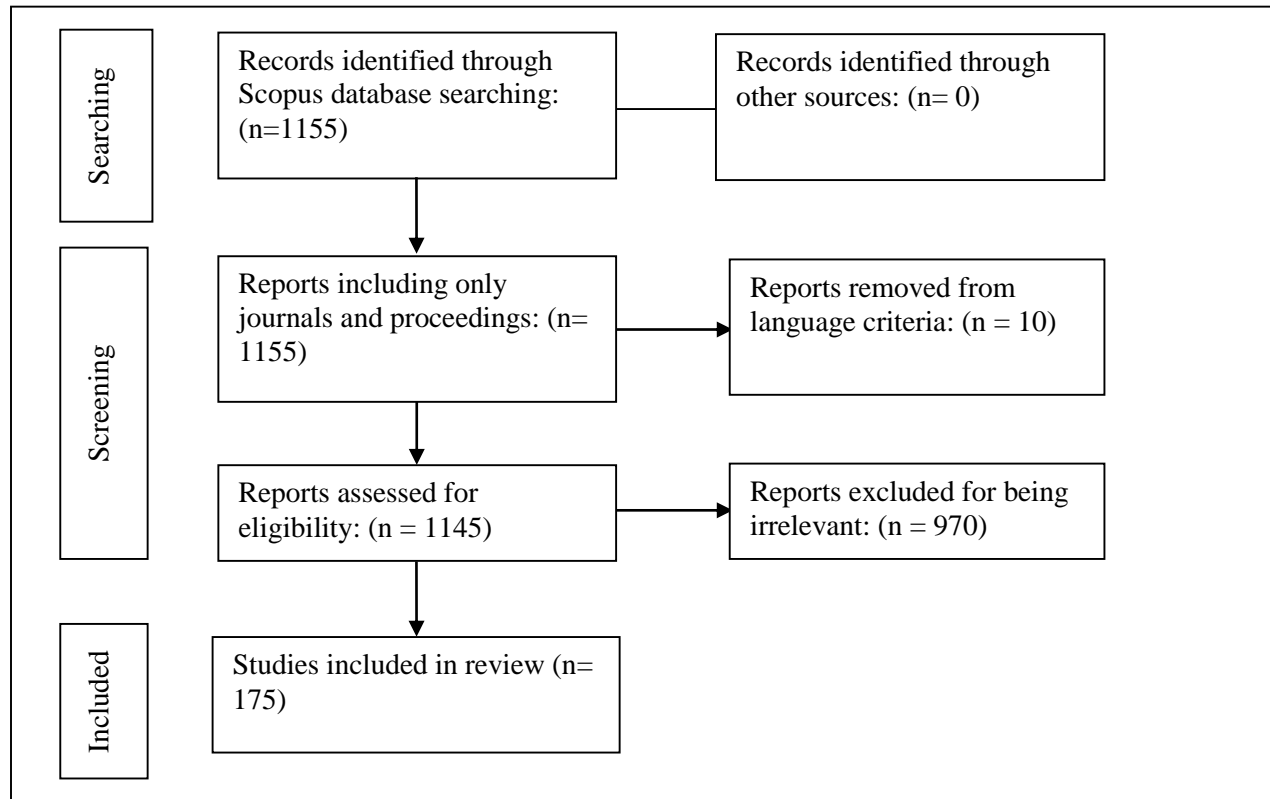 Searching
Records identified through
Scopus database searching:
(n=1155)
Records identified through
other sources: (n= 0)
Screening
Reports including only
journals and proceedings: (n=
1155)
Reports removed from
language criteria: (n = 10)
Reports assessed for
eligibility: (n = 1145)
Reports excluded for being
irrelevant: (n = 970)
Included
Studies included in review (n=
175)